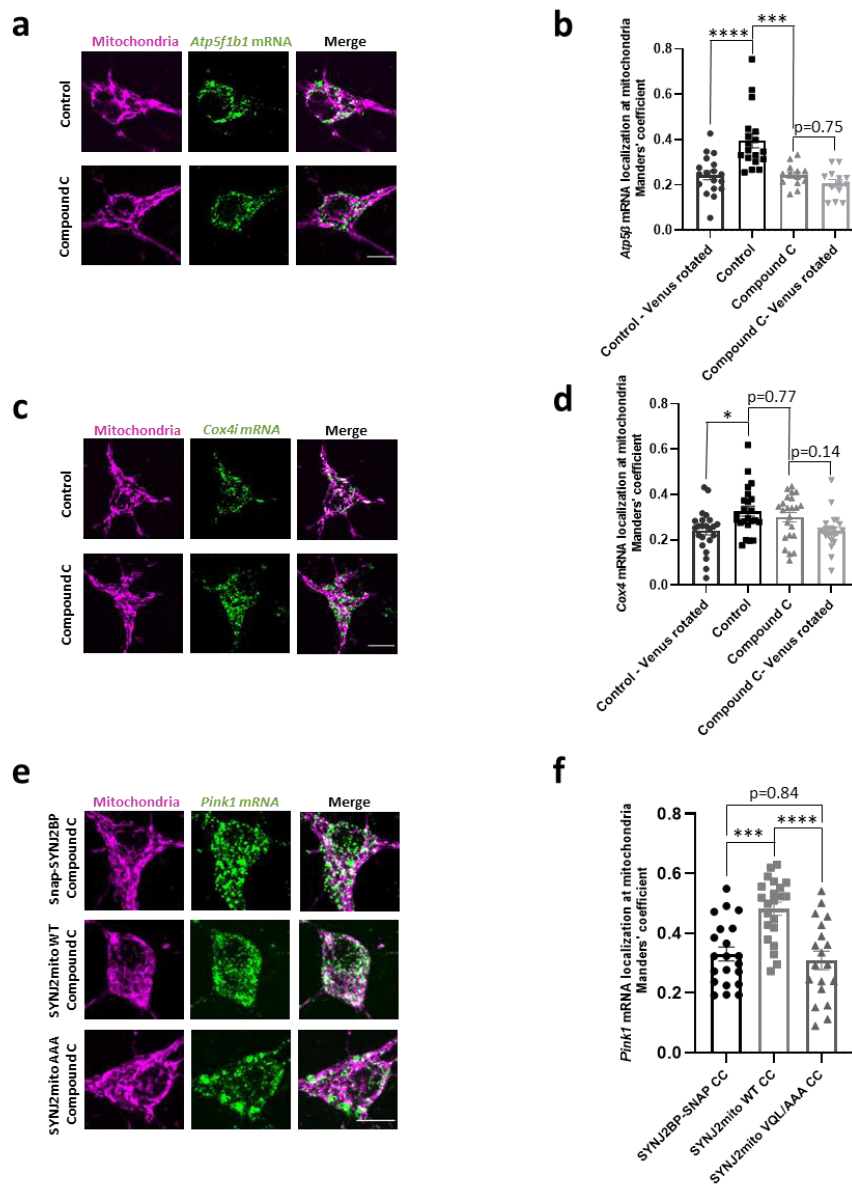 a
Mitochondria Atp5f1b1 mRNA Merge
Control
Compound C
b
Atp5β mRNA localization at mitochondria
Manders' coefficient
0.8
0.6
0.4
0.2
0.0
**** ***
p=0.75
Control - Venus rotated
Control
Compound C
Compound C- Venus rotated
c
Mitochondria Cox4i mRNA Merge
Control
Compound C
d
Cox4 mRNA localization at mitochondria
Manders' coefficient
0.8
0.6
0.4
0.2
0.0
* p=0.77
p=0.14
Control - Venus rotated
Control
Compound C
Compound C- Venus rotated
e
Mitochondria Pink1 mRNA Merge
Snap-SYNJ2BP
Compound C
SYNJ2mito WT
Compound C
SYNJ2mito AAA
Compound C
f
Pink1 mRNA localization at mitochondria
Manders' coefficient
0.8
0.6
0.4
0.2
0.0
p=0.84
*** ****
SYNJ2BP-SNAP CC
SYNJ2mito WT CC
SYNJ2mito VQL/AAA CC